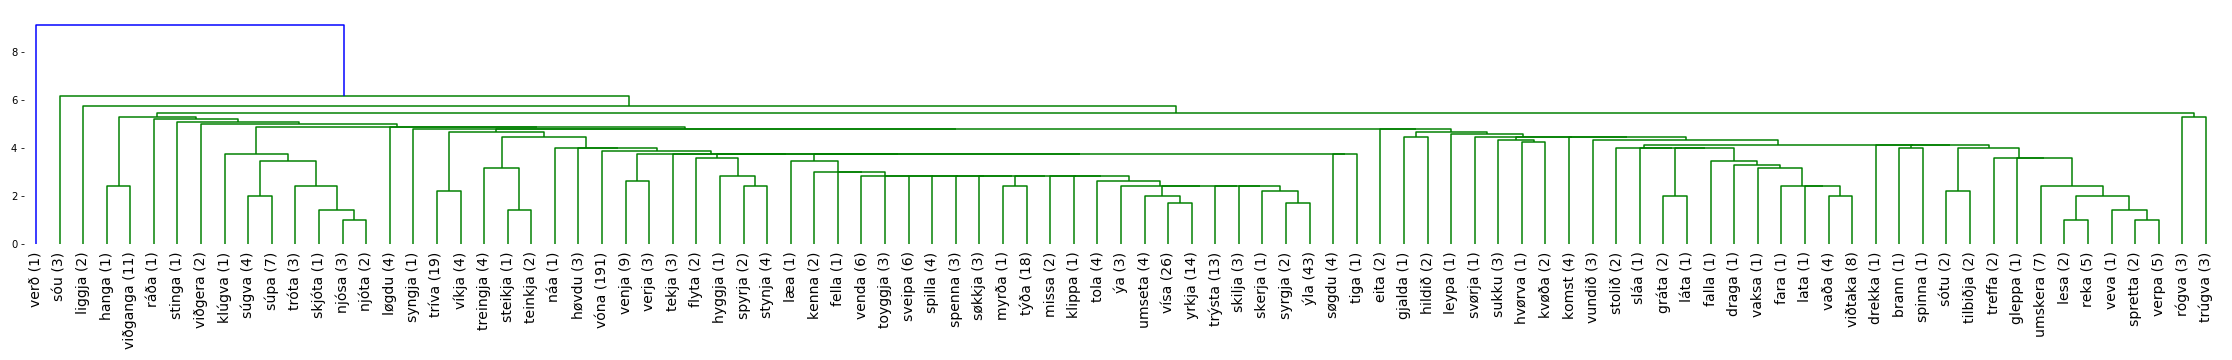 8
6
4
2
0
verð (1)
sóu (3)
liggja (2)
hanga (1)
viðganga (11)
ráða (1)
stinga (1)
viðgera (2)
klúgva (1)
súgva (4)
súpa (7)
tróta (3)
skjóta (1)
njósa (3)
njóta (2)
løgdu (4)
syngja (1)
tríva (19)
víkja (4)
treingja (4)
steikja (1)
teinkja (2)
náa (1)
høvdu (3)
vóna (191)
venja (9)
verja (3)
tekja (3)
flyta (2)
hyggja (1)
spyrja (2)
stynja (4)
læa (1)
kenna (2)
fella (1)
venda (6)
toyggja (3)
sveipa (6)
spilla (4)
spenna (3)
søkkja (3)
myrða (1)
týða (18)
missa (2)
klippa (1)
tola (4)
ýa (3)
umseta (4)
vísa (26)
yrkja (14)
trýsta (13)
skilja (3)
skerja (1)
syrgja (2)
ýla (43)
søgdu (4)
tiga (1)
eita (2)
gjalda (1)
hildið (2)
leypa (1)
svørja (1)
sukku (3)
hvørva (1)
kvøða (2)
komst (4)
vundið (3)
stolið (2)
sláa (1)
gráta (2)
láta (1)
falla (1)
draga (1)
vaksa (1)
fara (1)
lata (1)
vaða (4)
viðtaka (8)
drekka (1)
brann (1)
spinna (1)
sótu (2)
tilbiðja (2)
treffa (2)
gleppa (1)
umskera (7)
lesa (2)
reka (5)
veva (1)
spretta (2)
verpa (5)
rógva (3)
trúgva (3)